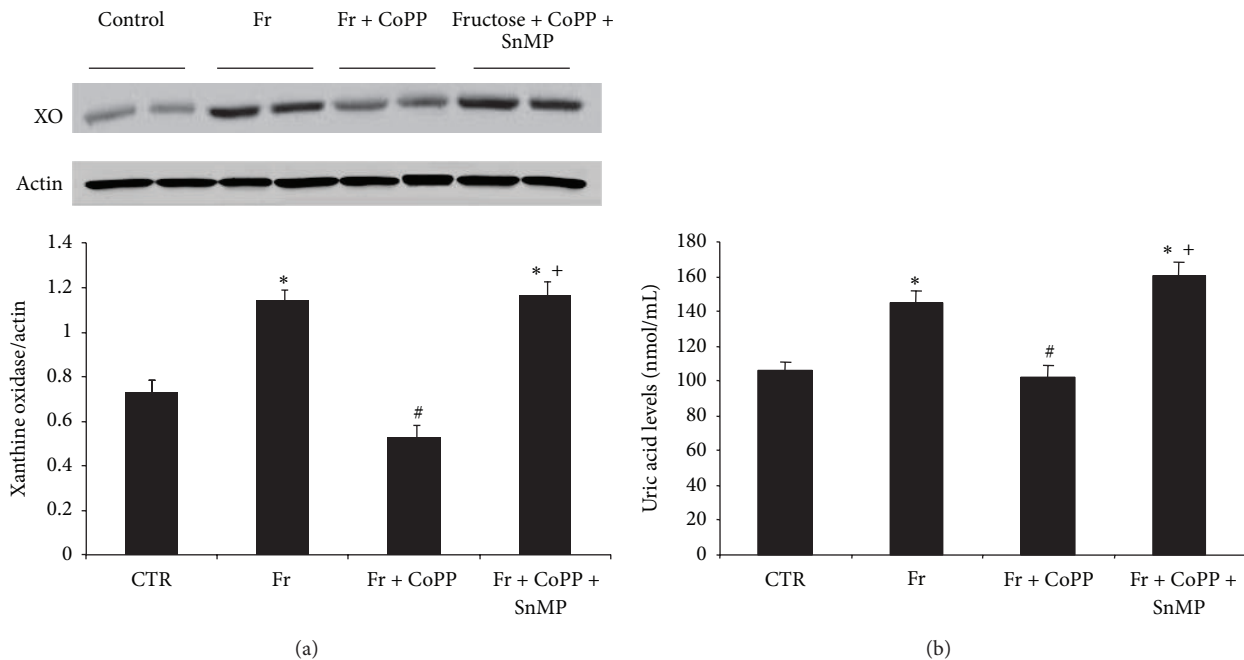 Control Fr Fr + CoPP Fructose + CoPP +
SnMP
XO
Actin
Xanthine oxidase/actin
1.4
1.2
1
0.8
0.6
0.4
0.2
0
*
#
* +
CTR Fr Fr + CoPP Fr + CoPP +
SnMP
(a)
Uric acid levels (nmol/mL)
180
160
140
120
100
80
60
40
20
0
*
#
* +
CTR Fr Fr + CoPP Fr + CoPP +
SnMP
(b)